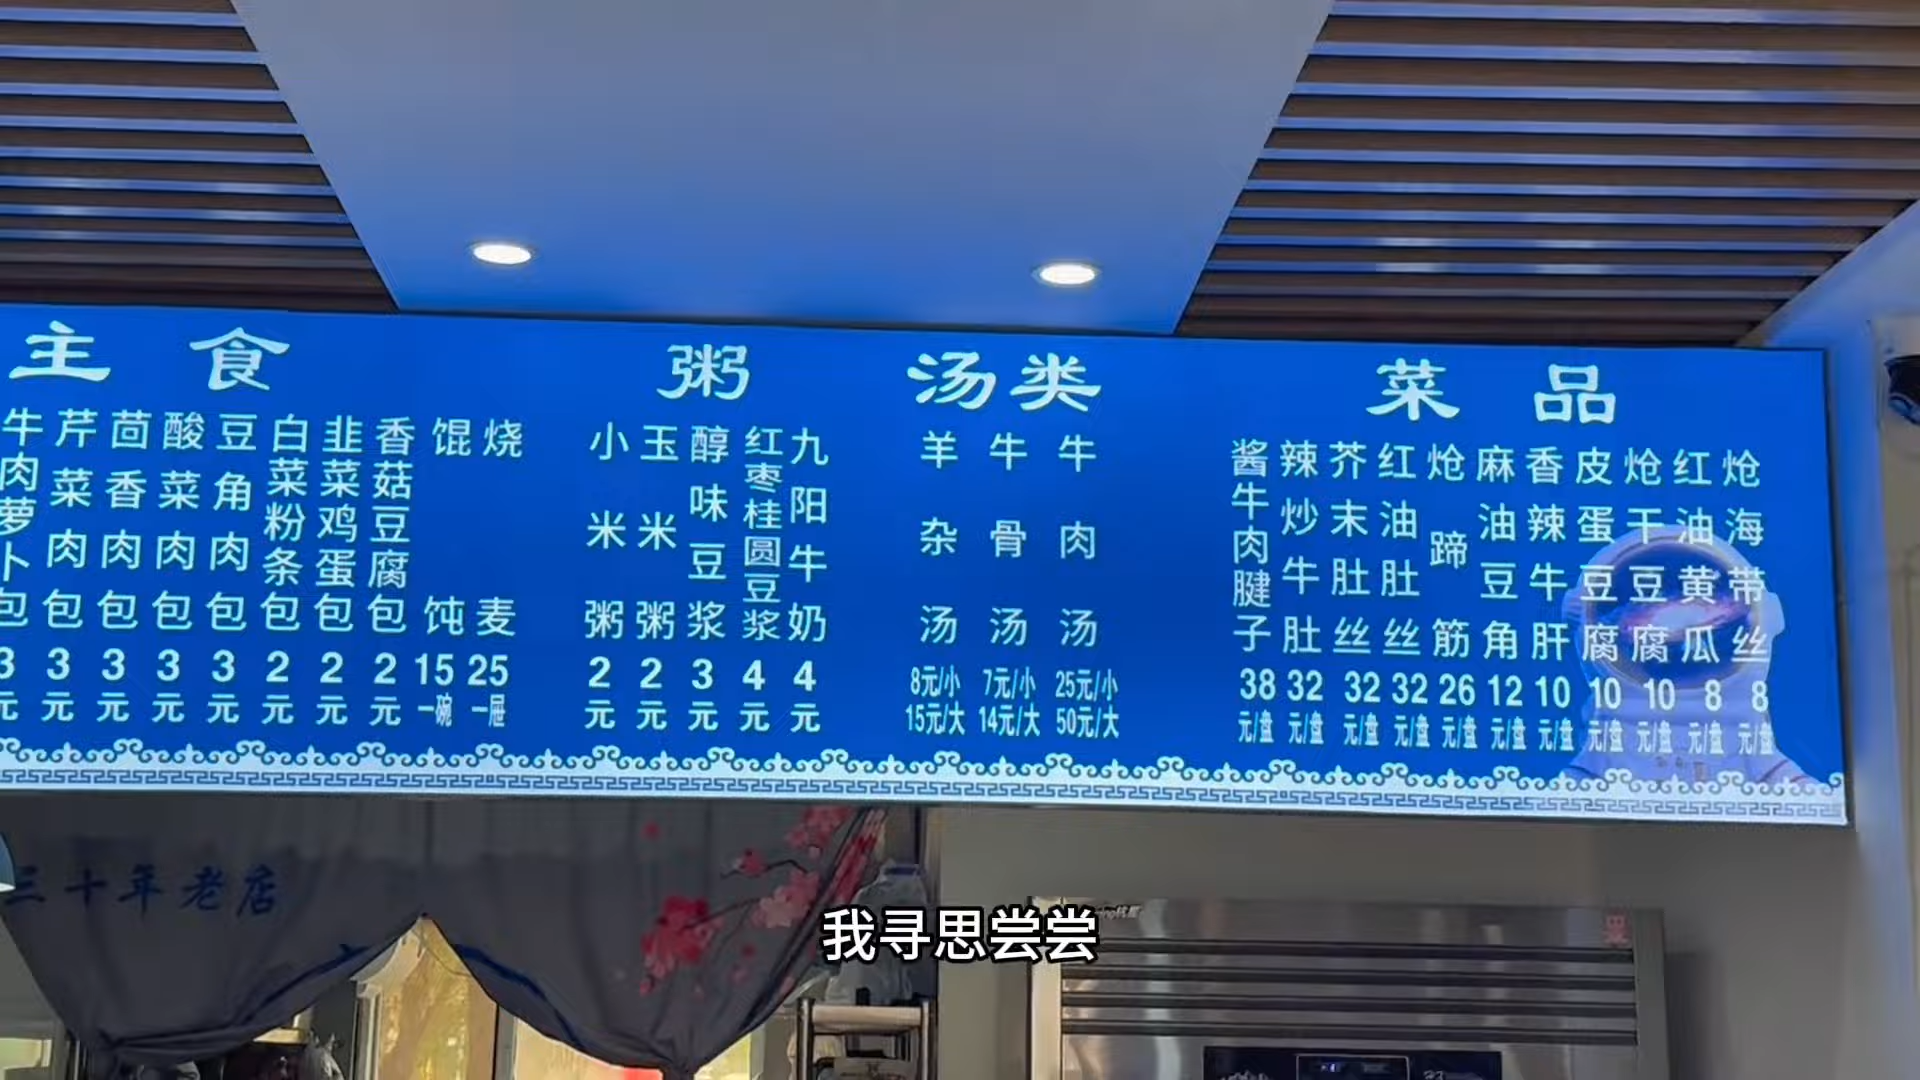 主食
牛肉萝卜包 3元
芹菜肉包 3元
茴香肉包 3元
酸菜肉包 3元
豆角肉包 3元
白菜粉条包 2元
韭菜鸡蛋包 2元
香菇豆腐包 2元
馄饨 15一碗
烧麦 25一屉
粥
小米粥 2元
玉米粥 2元
醇味豆浆 3元
红枣桂圆豆浆 4元
九阳牛奶 4元
汤类
羊杂汤 8元/小 15元/大
牛骨汤 7元/小 14元/大
牛肉汤 25元/小 50元/大
菜品
酱牛肉腱子 38元/盘
辣炒牛肚 32元/盘
芥末肚丝 32元/盘
红油肚丝 32元/盘
炝蹄筋 26元/盘
麻油豆角 12元/盘
香辣牛肝 10元/盘
皮蛋豆腐 10元/盘
炝干豆腐 10元/盘
红油黄瓜 8元/盘
炝海带丝 8元/盘
三十年老店
我寻思尝尝